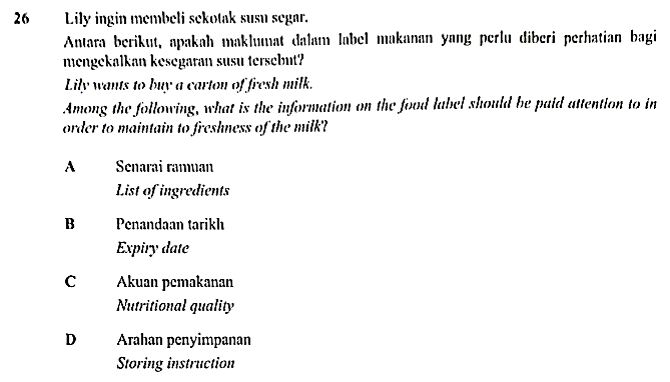 26 Lily ingin membeli sekotak susu segar.
Antara berikut, apakah maklumat dalam label makanan yang perlu diberi perhatian bagi
mengekalkan kesegaran susu tersebut?
Lily wants to buy a carton of fresh milk.
Among the following, what is the information on the food label should be paid attention to in
order to maintain to freshness of the milk?
A Senarai ramuan
List of ingredients
B Penandaan tarikh
Expiry date
C Akuan pemakanan
Nutritional quality
D Arahan penyimpanan
Storing instruction